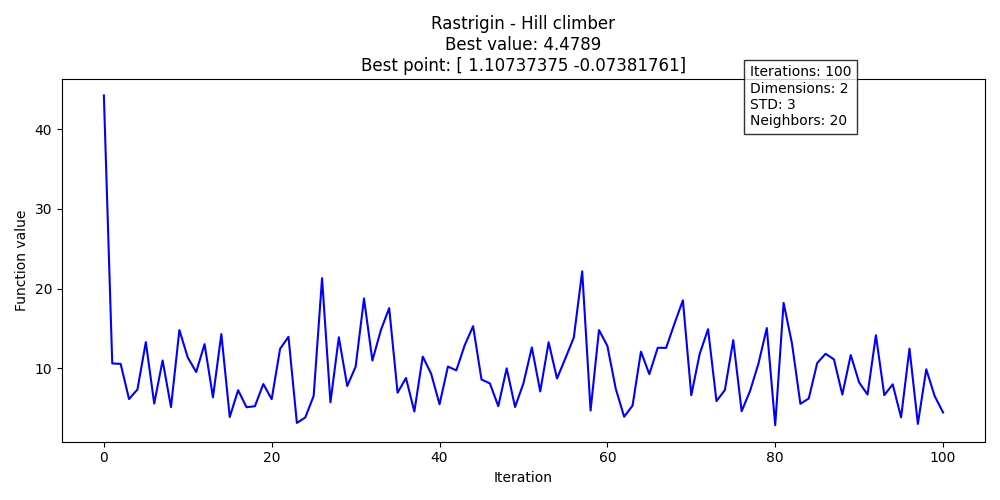 Rastrigin - Hill climber
Best value: 4.4789
Best point: [ 1.10737375 -0.07381761]
Iterations: 100
Dimensions: 2
STD: 3
Neighbors: 20
Function value
40
30
20
10
0
20
40
60
80
100
Iteration